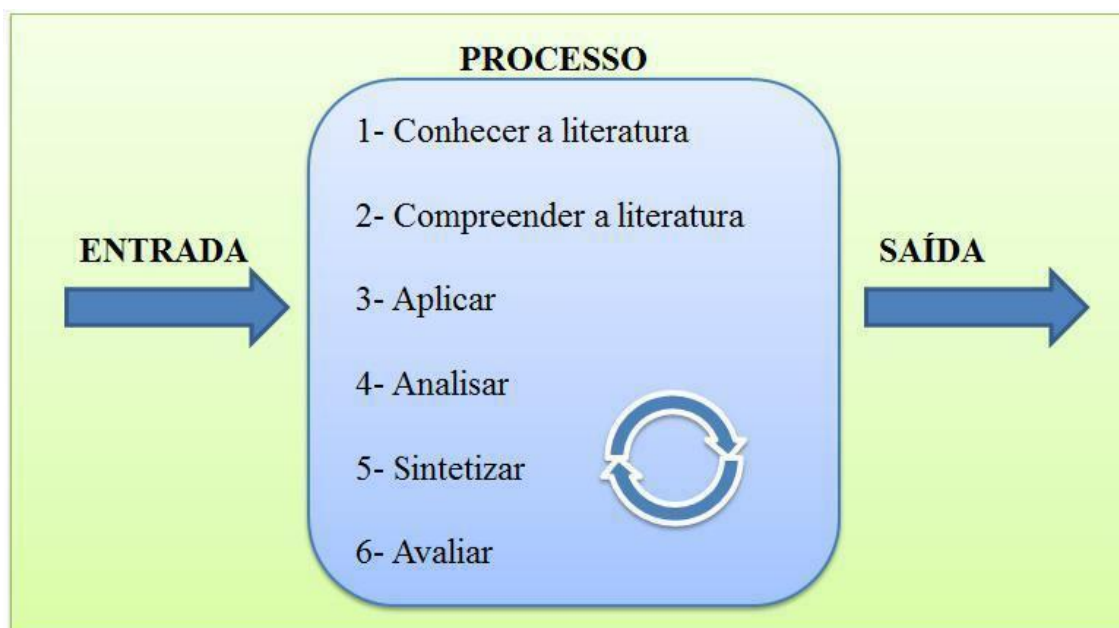 PROCESSO
1- Conhecer a literatura
2- Compreender a literatura
ENTRADA
SAÍDA
3- Aplicar
4- Analisar
5- Sintetizar
6- Avaliar